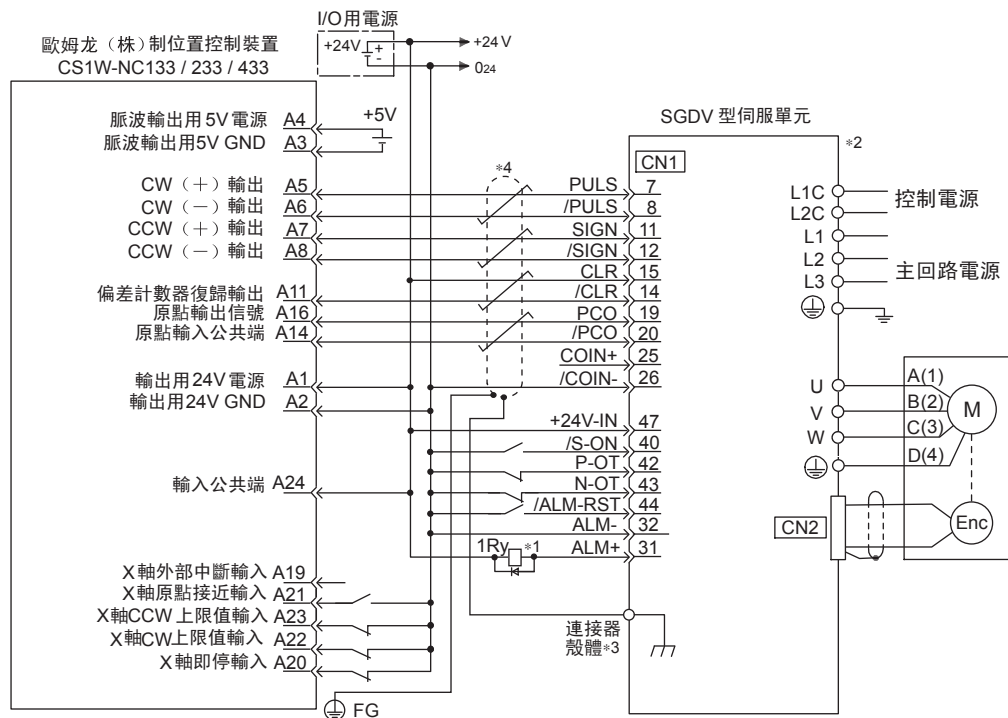 I/O用電源
歐姆龙（株）制位置控制裝置
CS1W-NC133 / 233 / 433
+24V
+
-
+24V
024
脈波輸出用5V電源 A4
+5V
脈波輸出用5V GND A3
CW（+）輸出 A5
CW（-）輸出 A6
CCW（+）輸出 A7
CCW（-）輸出 A8
偏差計數器復歸輸出 A11
原點輸出信號 A16
原點輸入公共端 A14
輸出用24V電源 A1
輸出用24V GND A2
輸入公共端 A24
X軸外部中斷輸入 A19
X軸原點接近輸入 A21
X軸CCW上限值輸入 A23
X軸CW上限值輸入 A22
X軸即停輸入 A20
*4
1Ry
*1
FG
SGDV型伺服單元
*2
CN1
PULS 7
/PULS 8
SIGN 11
/SIGN 12
CLR 15
/CLR 14
PCO 19
/PCO 20
COIN+ 25
/COIN- 26
+24V-IN 47
/S-ON 40
P-OT 42
N-OT 43
/ALM-RST 44
ALM- 32
ALM+ 31
連接器
殼體*3
L1C
L2C
控制電源
L1
L2
L3
主回路電源
U A(1)
V B(2)
W C(3)
D(4)
M
CN2
Enc